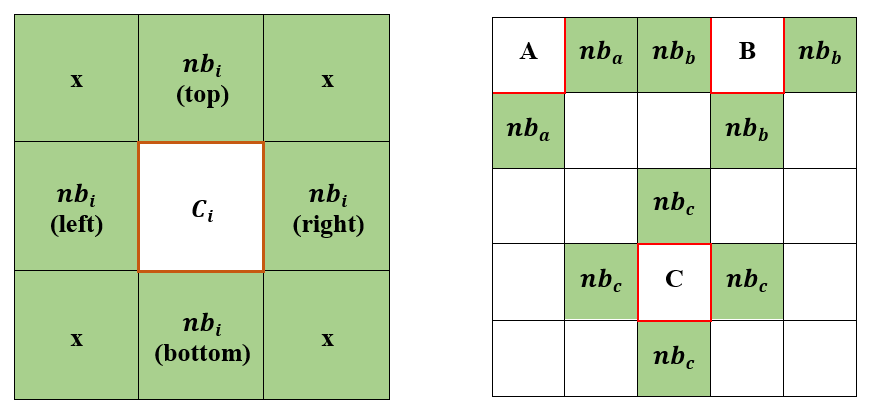 x
nb_i
(top)
x
nb_i
(left)
C_i
nb_i
(right)
x
nb_i
(bottom)
x
A
nb_a
nb_b
B
nb_b
nb_a
nb_b
nb_c
nb_c
C
nb_c
nb_c